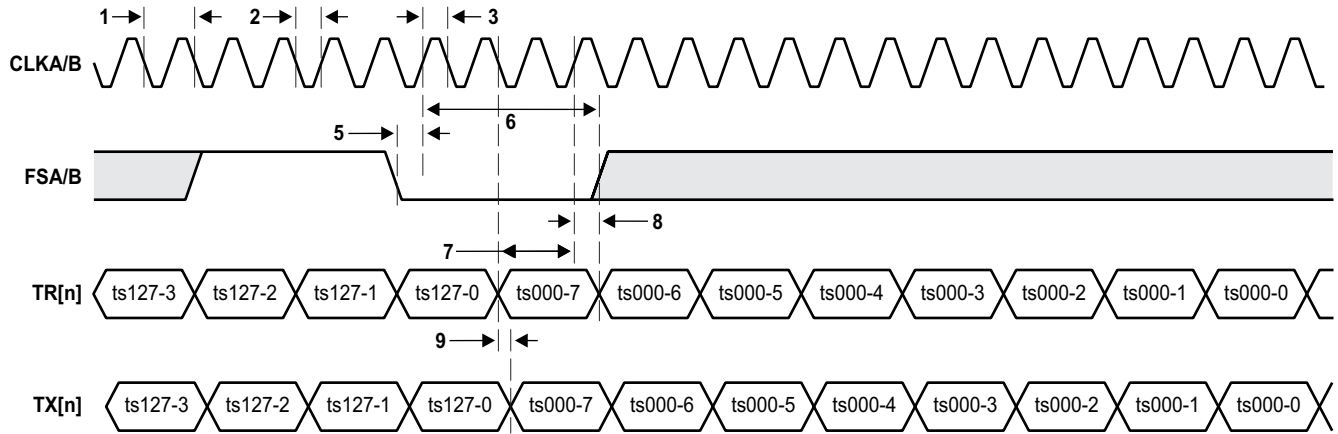 1 2 3
CLKA/B
6
5
FSA/B
8
7
TR[n] ts127-3 ts127-2 ts127-1 ts127-0 ts000-7 ts000-6 ts000-5 ts000-4 ts000-3 ts000-2 ts000-1 ts000-0
9
TX[n] ts127-3 ts127-2 ts127-1 ts127-0 ts000-7 ts000-6 ts000-5 ts000-4 ts000-3 ts000-2 ts000-1 ts000-0